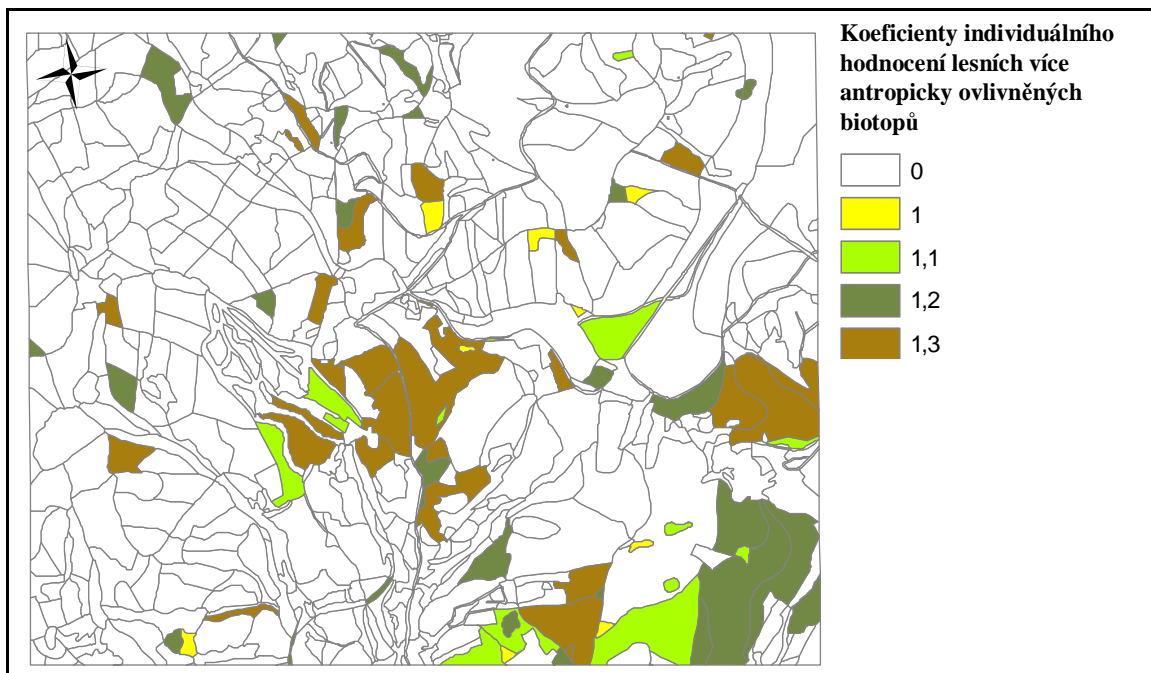 Koeficienty individuálního
hodnocení lesních více
antropicky ovlivněných
biotopů
0
1
1,1
1,2
1,3